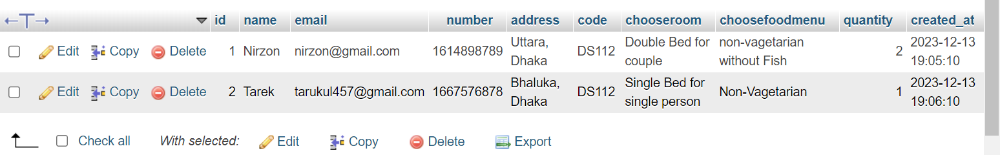 id name email number address code chooseroom choosefoodmenu quantity created_at
Edit Copy Delete 1 Nirzon nirzon@gmail.com 1614898789 Uttara, Dhaka DS112 Double Bed for couple non-vagetarian without Fish 2 2023-12-13 19:05:10
Edit Copy Delete 2 Tarek tarukul457@gmail.com 1667576878 Bhaluka, Dhaka DS112 Single Bed for single person Non-Vagetarian 1 2023-12-13 19:06:10
Check all With selected: Edit Copy Delete Export